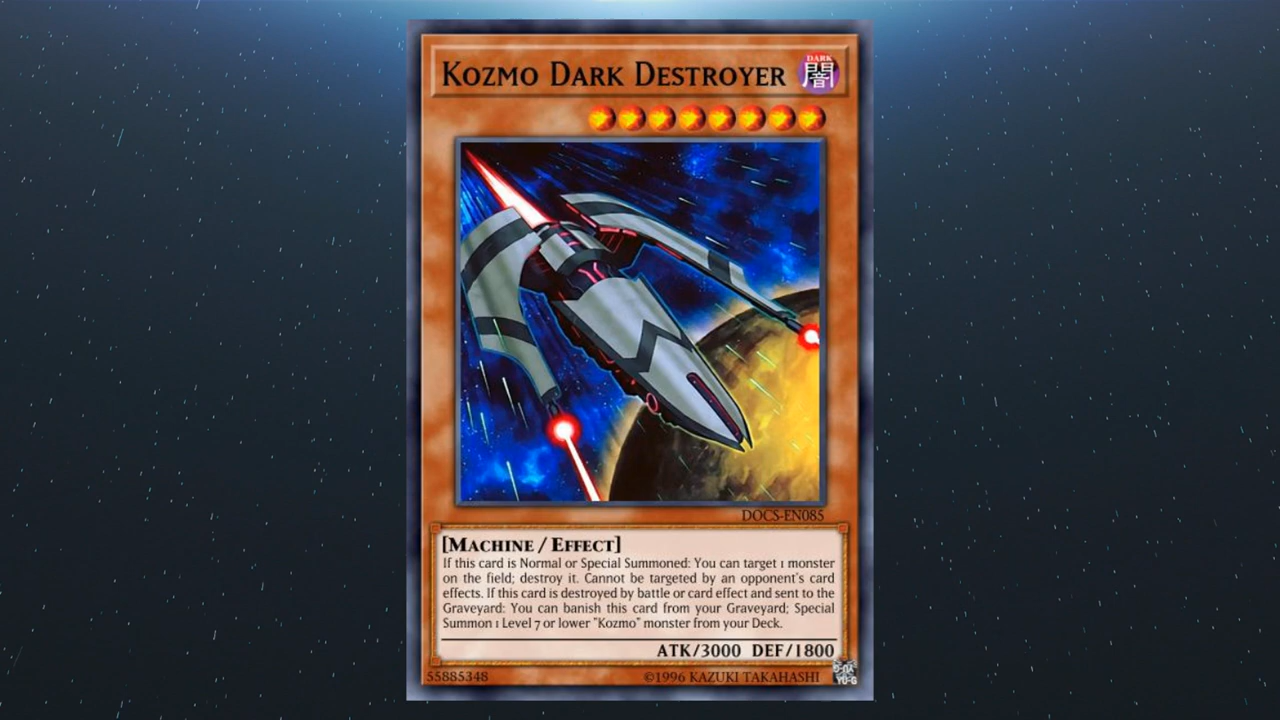 KOZMO DARK DESTROYER
DARK
闇
DOCS-EN085
[MACHINE / EFFECT]
If this card is Normal or Special Summoned: You can target 1 monster
on the field; destroy it. Cannot be targeted by an opponent's card
effects. If this card is destroyed by battle or card effect and sent to the
Graveyard: You can banish this card from your Graveyard; Special
Summon 1 Level 7 or lower "Kozmo" monster from your Deck.
ATK/3000 DEF/1800
55885348
©1996 KAZUKI TAKAHASHI